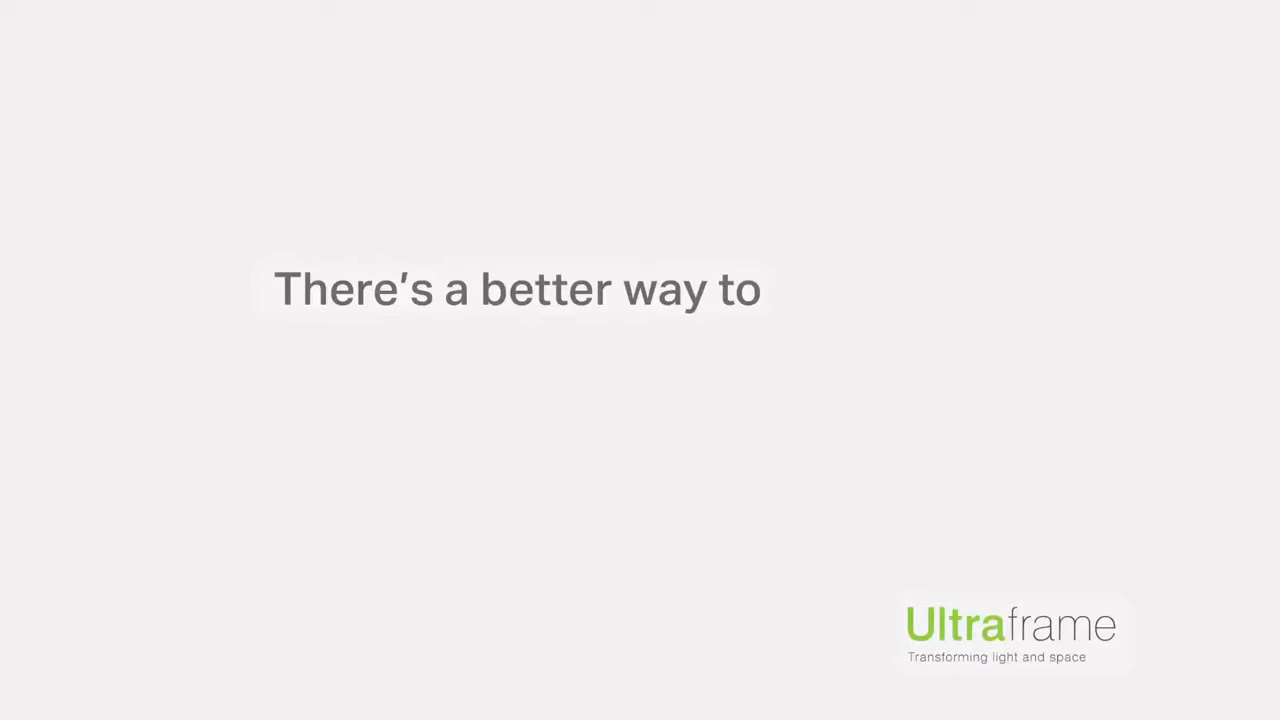 There's a better way to
Ultraframe
Transforming light and space